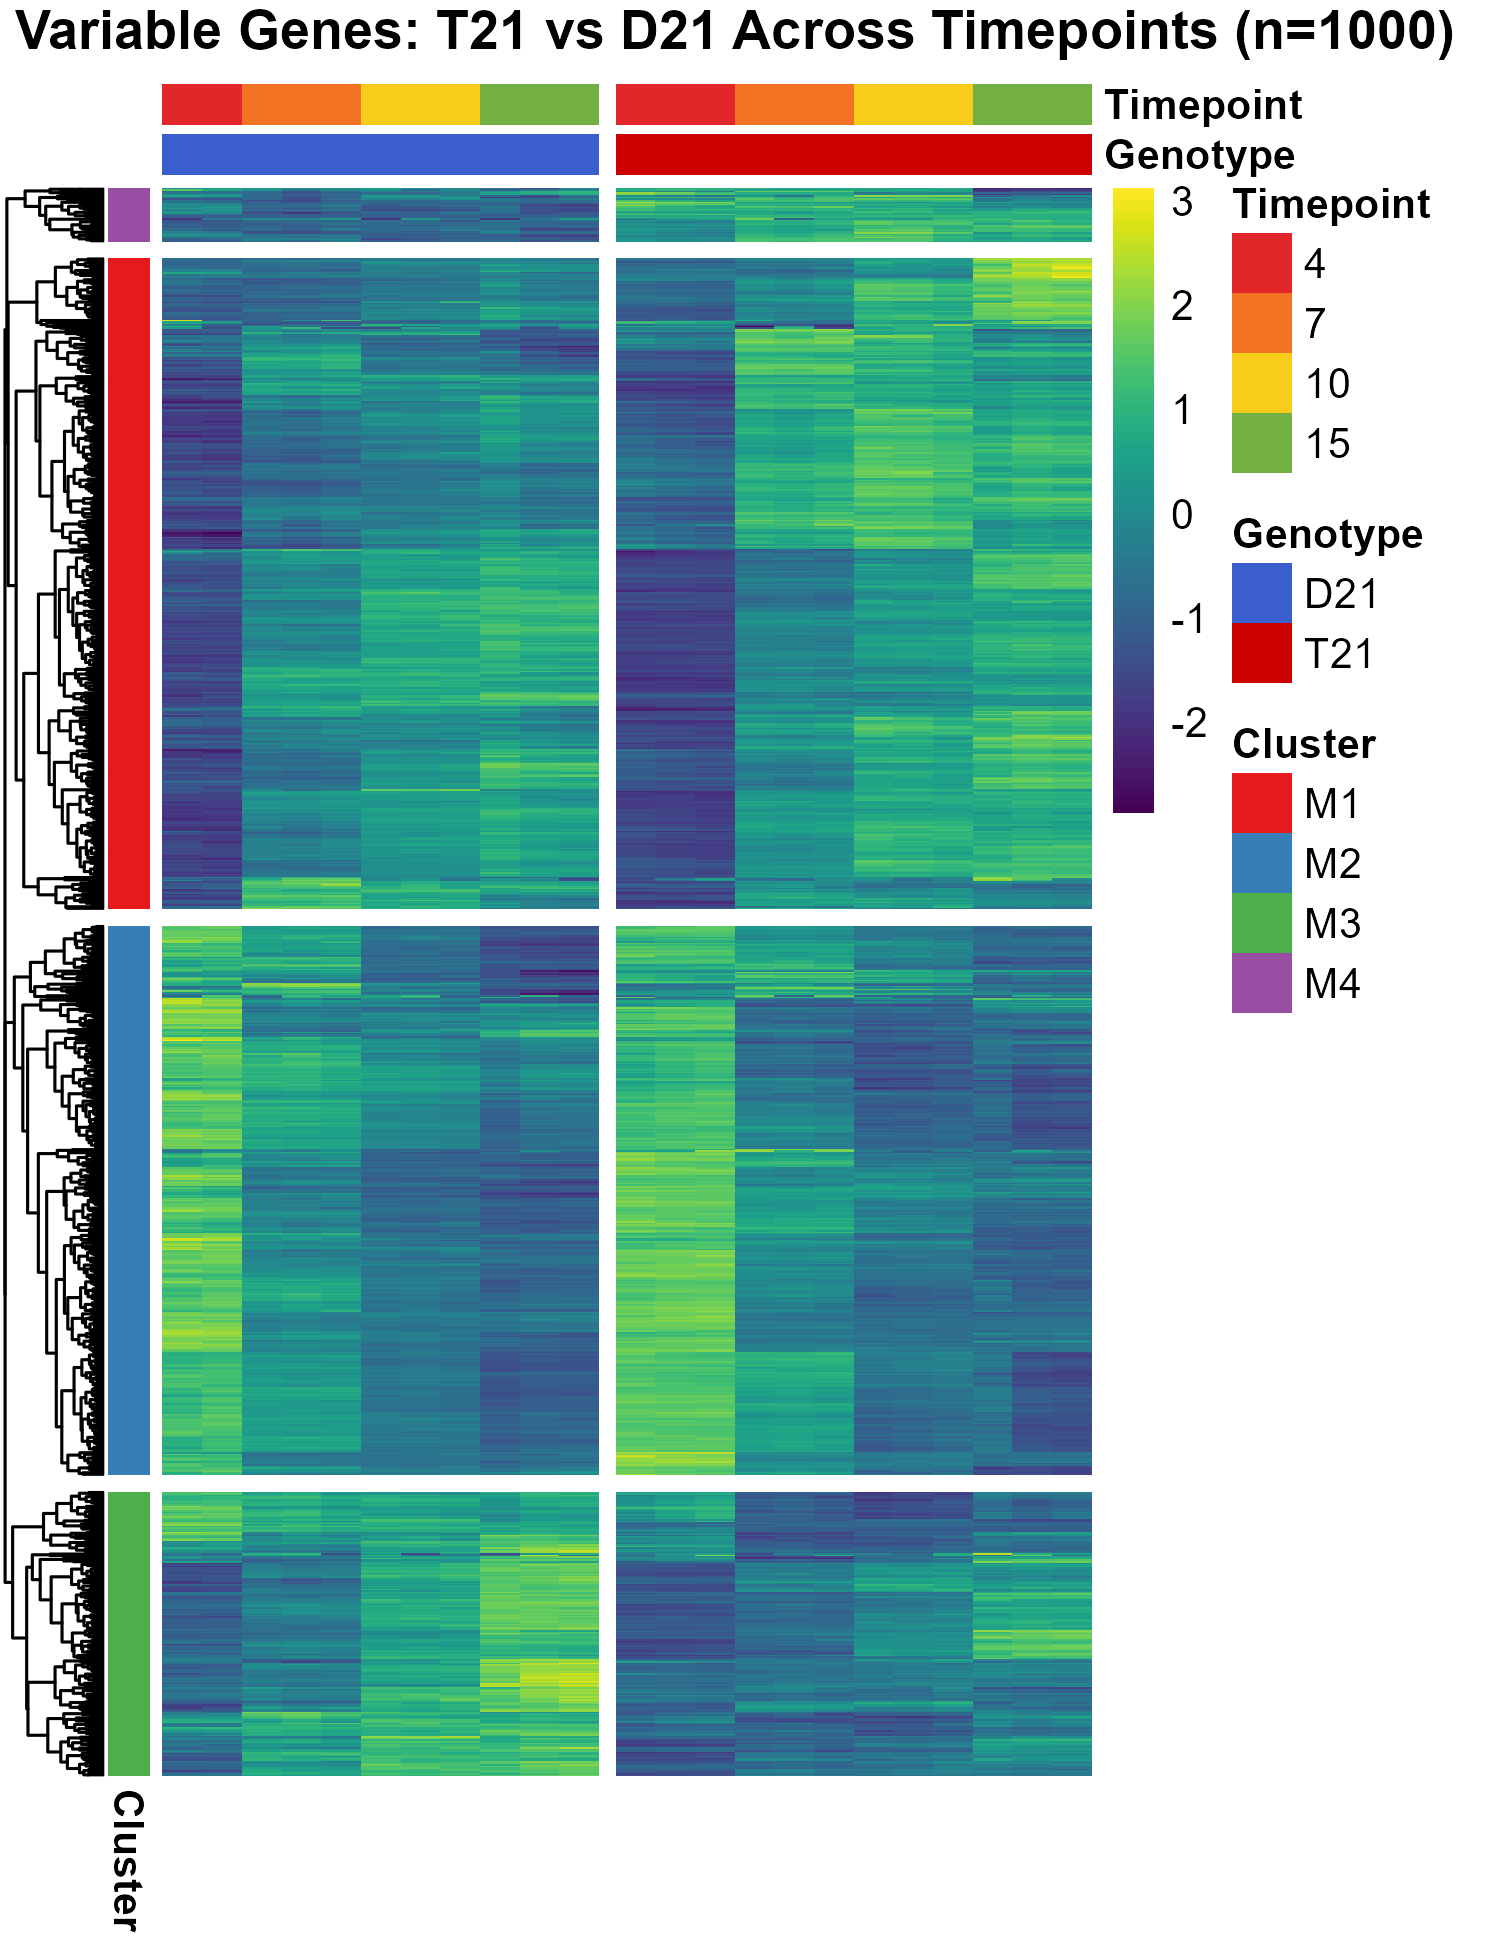 Variable Genes: T21 vs D21 Across Timepoints (n=1000)
Timepoint
Genotype
3
2
1
0
-1
-2
Timepoint
4
7
10
15
Genotype
D21
T21
Cluster
M1
M2
M3
M4
Cluster